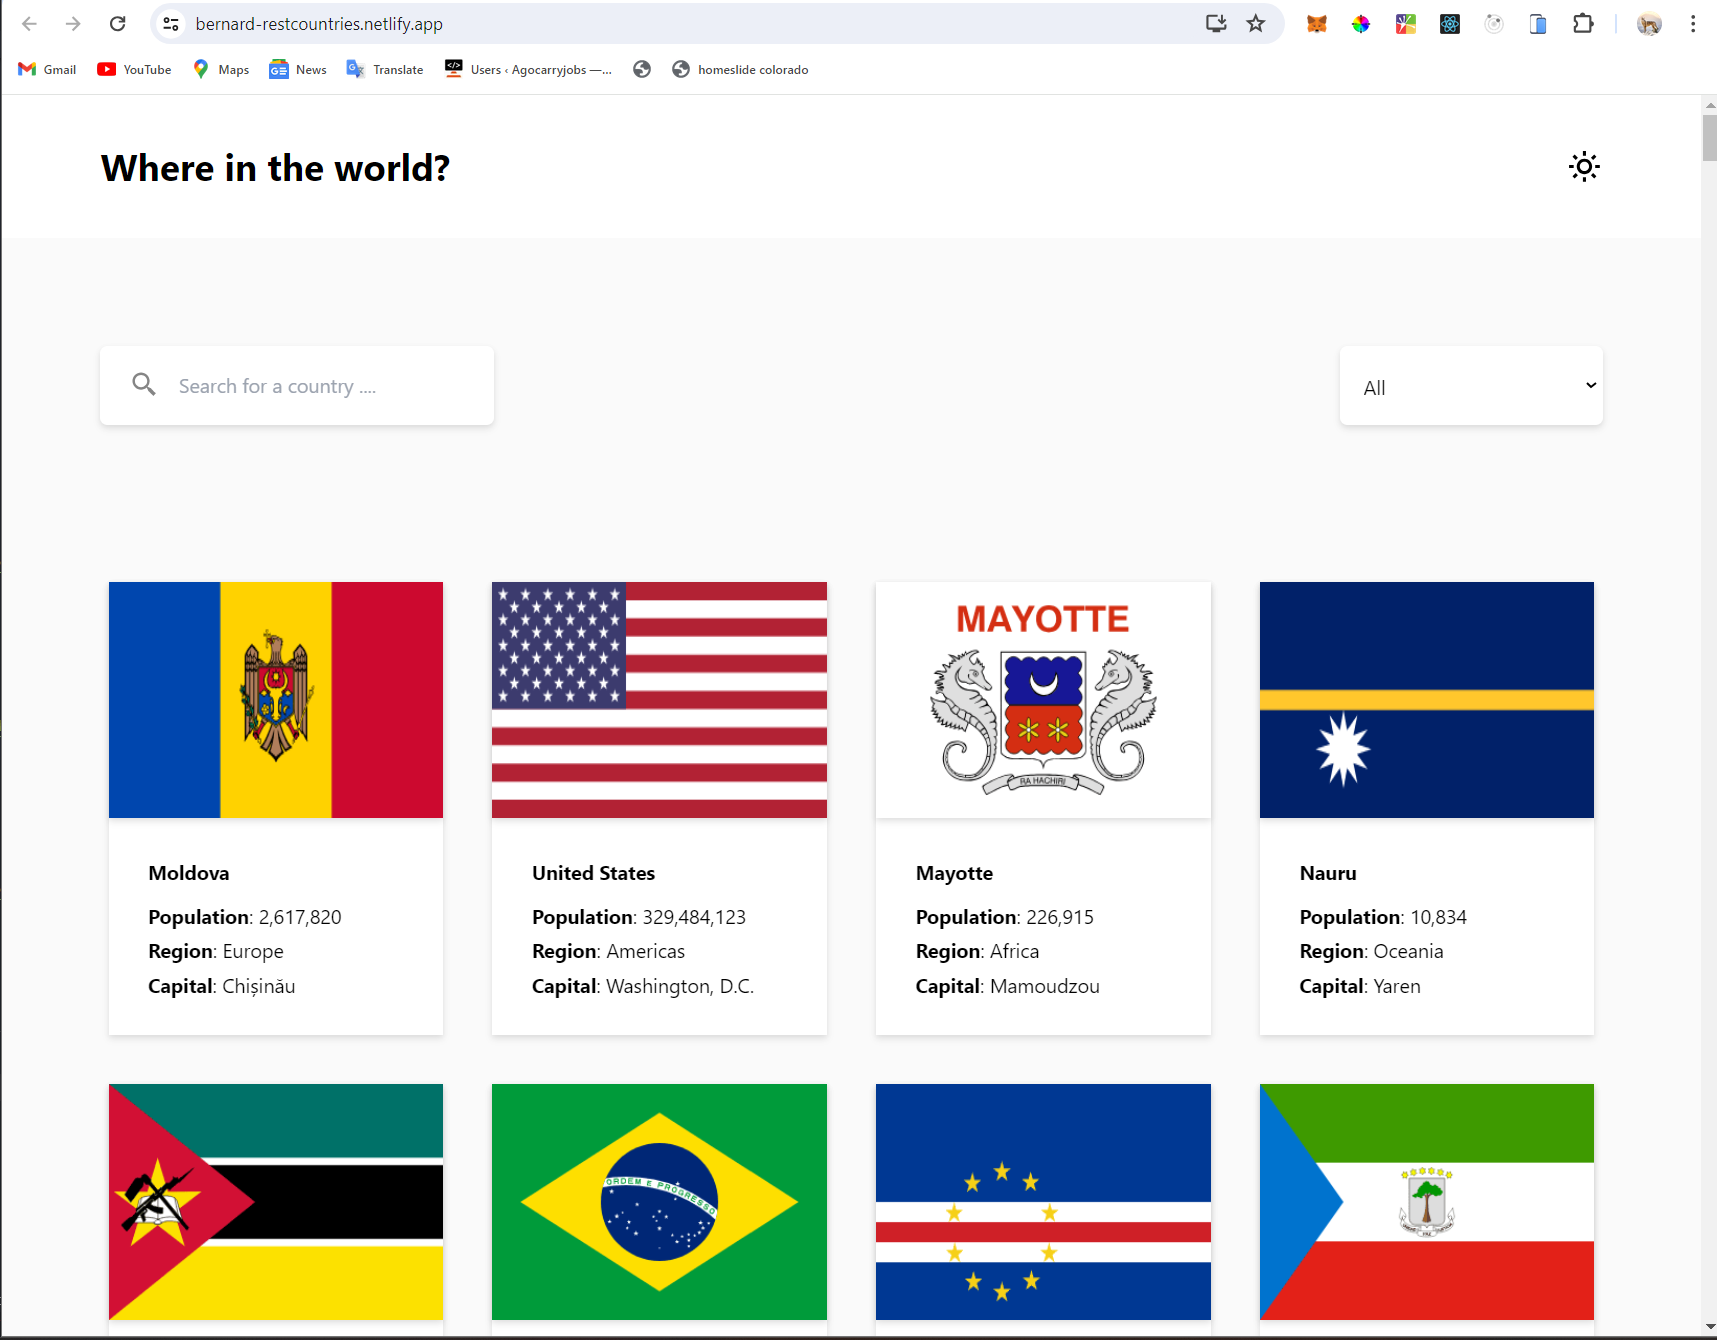 bernard-restcountries.netlify.app
Gmail YouTube Maps News Translate Users ‹ Agocarryjobs —... homeslide colorado
Where in the world?
Search for a country ....
All
MAYOTTE
RA HACHIRI
Moldova
Population: 2,617,820
Region: Europe
Capital: Chișinău
United States
Population: 329,484,123
Region: Americas
Capital: Washington, D.C.
Mayotte
Population: 226,915
Region: Africa
Capital: Mamoudzou
Nauru
Population: 10,834
Region: Oceania
Capital: Yaren
ORDEM E PROGRESSO